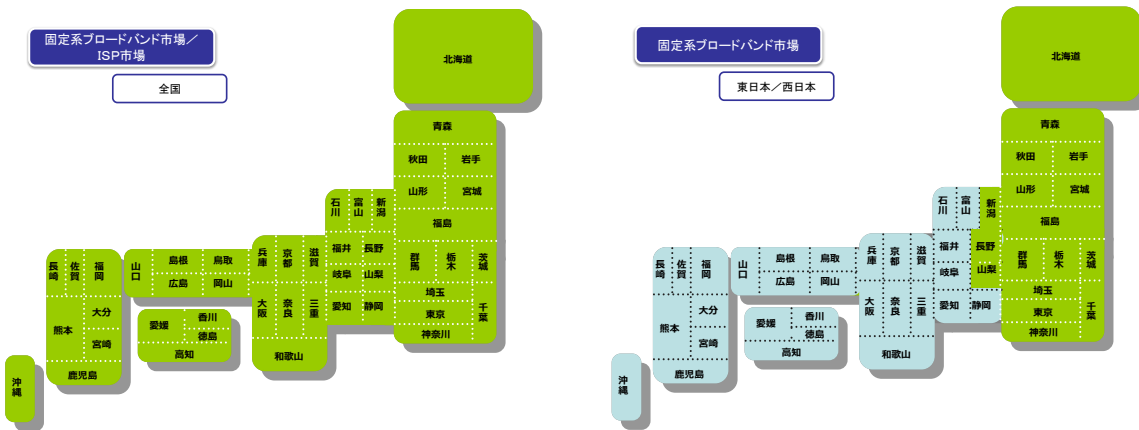 固定系ブロードバンド市場／
ISP市場
全国
北海道
青森
秋田 岩手
山形 宮城
石川 富山 新潟
福島
福井 長野
群馬 栃木 茨城
岐阜 山梨
埼玉
愛知 静岡
東京
千葉
神奈川
兵庫 京都 滋賀
大阪 奈良 三重
和歌山
山口 島根 鳥取
広島 岡山
愛媛 香川
徳島
高知
長崎 佐賀 福岡
熊本 大分
宮崎
鹿児島
沖縄
固定系ブロードバンド市場
東日本／西日本
北海道
青森
秋田 岩手
山形 宮城
石川 富山 新潟
福島
福井 長野
群馬 栃木 茨城
岐阜 山梨
埼玉
愛知 静岡
東京
千葉
神奈川
兵庫 京都 滋賀
大阪 奈良 三重
和歌山
山口 島根 鳥取
広島 岡山
愛媛 香川
徳島
高知
長崎 佐賀 福岡
熊本 大分
宮崎
鹿児島
沖縄